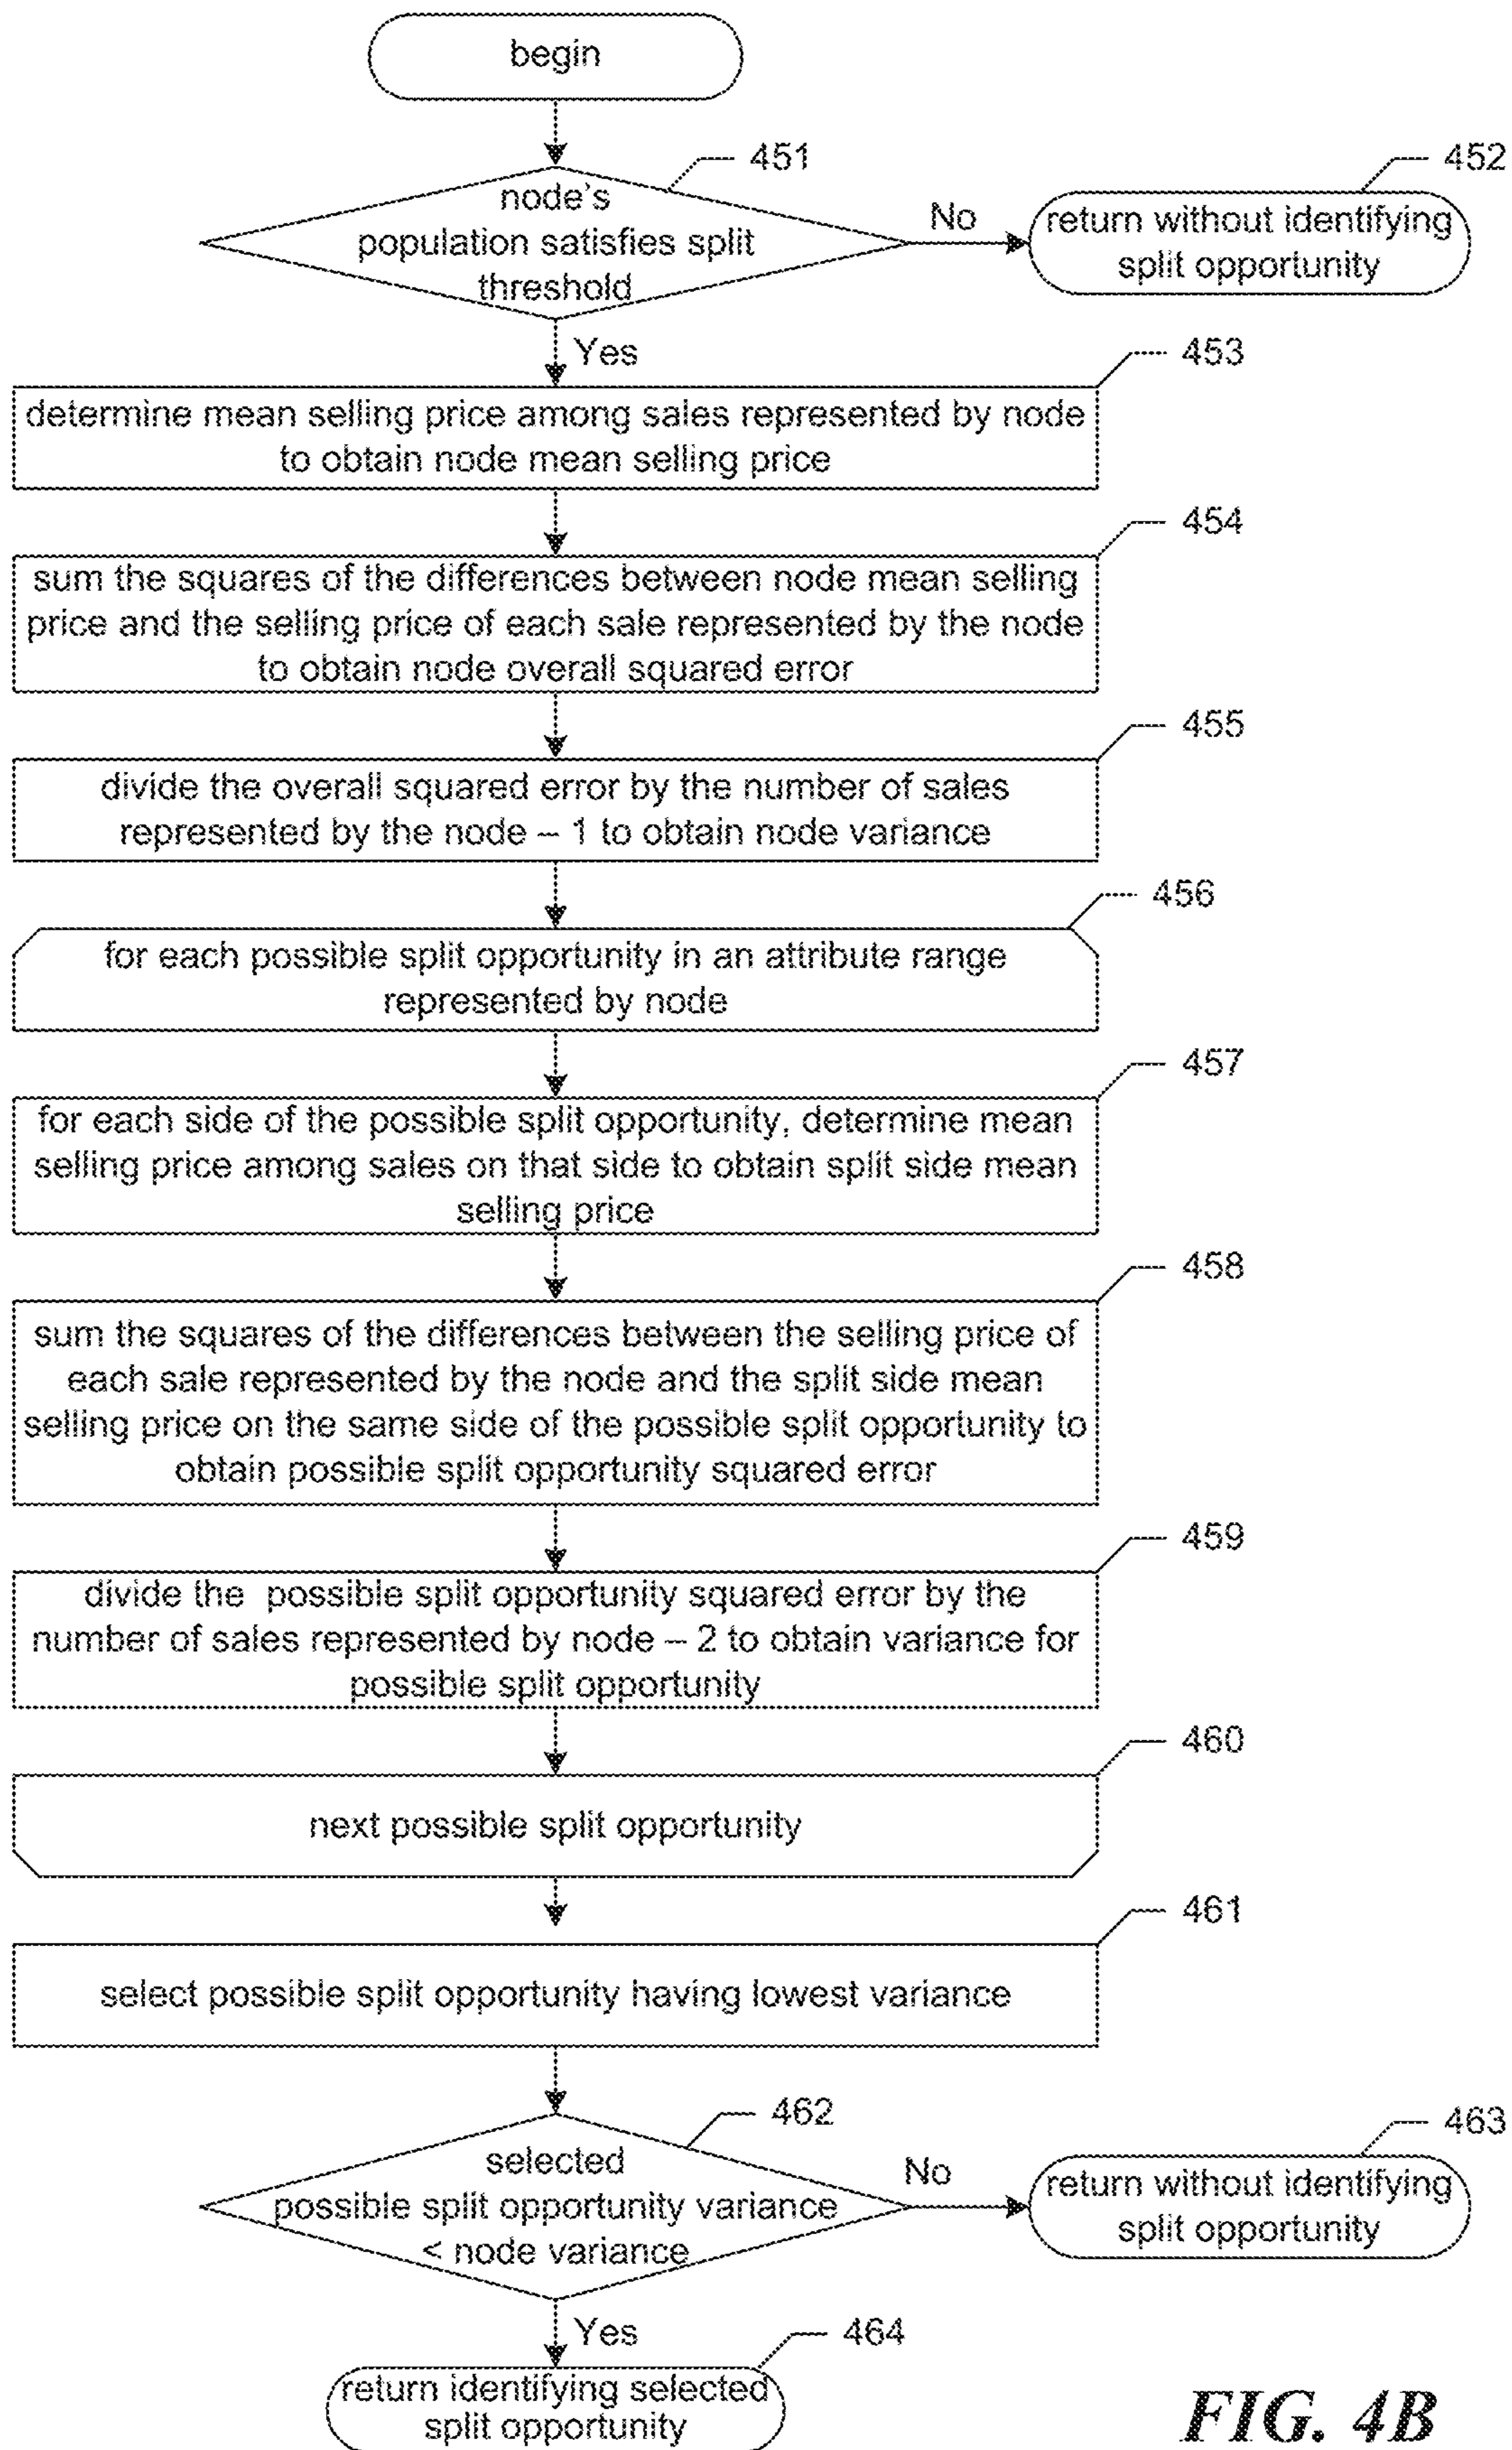 begin
451
node's
population satisfies split
threshold
No
452
return without identifying
split opportunity
Yes
453
determine mean selling price among sales represented by node
to obtain node mean selling price
454
sum the squares of the differences between node mean selling
price and the selling price of each sale represented by the node
to obtain node overall squared error
455
divide the overall squared error by the number of sales
represented by the node – 1 to obtain node variance
456
for each possible split opportunity in an attribute range
represented by node
457
for each side of the possible split opportunity, determine mean
selling price among sales on that side to obtain split side mean
selling price
458
sum the squares of the differences between the selling price of
each sale represented by the node and the split side mean
selling price on the same side of the possible split opportunity to
obtain possible split opportunity squared error
459
divide the possible split opportunity squared error by the
number of sales represented by node – 2 to obtain variance for
possible split opportunity
460
next possible split opportunity
461
select possible split opportunity having lowest variance
462
selected
possible split opportunity variance
< node variance
No
463
return without identifying
split opportunity
Yes
464
return identifying selected
split opportunity
FIG. 4B